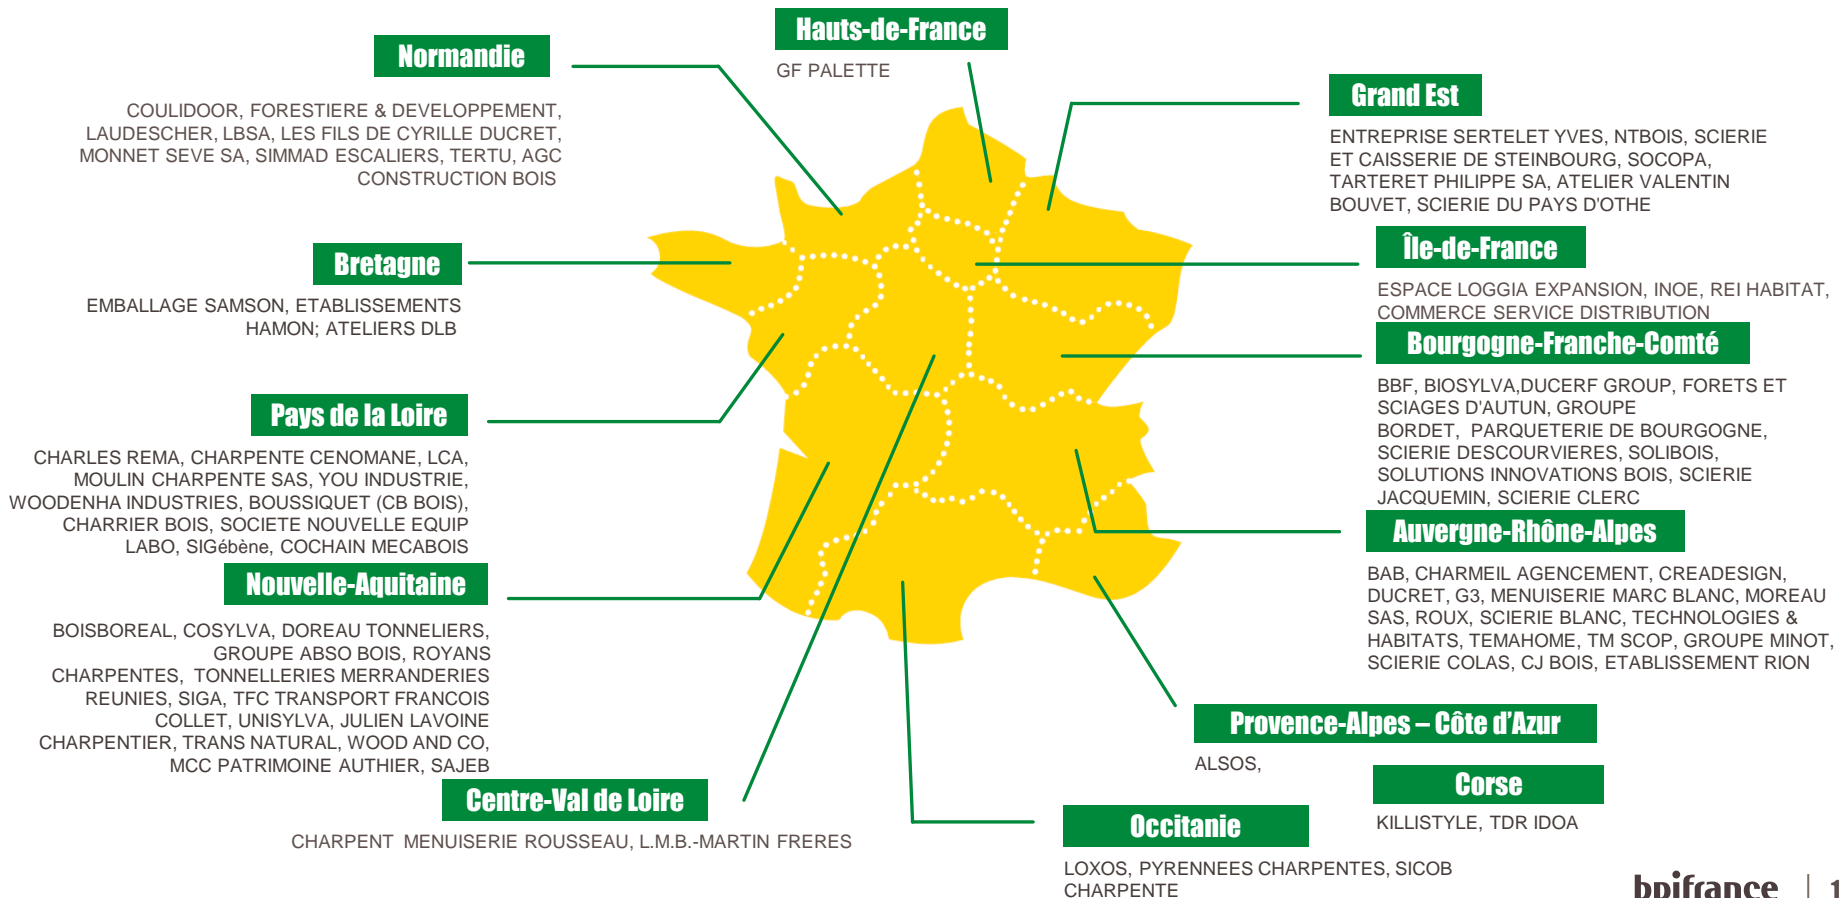 Hauts-de-France
GF PALETTE
Normandie
COULIDOOR, FORESTIERE & DEVELOPPEMENT,
LAUDESCHER, LBSA, LES FILS DE CYRILLE DUCRET,
MONNET SEVE SA, SIMMAD ESCALIERS, TERTU, AGC
CONSTRUCTION BOIS
Grand Est
ENTREPRISE SERTELET YVES, NTBOIS, SCIERIE
ET CAISSERIE DE STEINBOURG, SOCOPA,
TARTERET PHILIPPE SA, ATELIER VALENTIN
BOUVET, SCIERIE DU PAYS D'OTHE
Bretagne
EMBALLAGE SAMSON, ETABLISSEMENTS
HAMON; ATELIERS DLB
Île-de-France
ESPACE LOGGIA EXPANSION, INOE, REI HABITAT,
COMMERCE SERVICE DISTRIBUTION
Bourgogne-Franche-Comté
BBF, BIOSYLVA,DUCERF GROUP, FORETS ET
SCIAGES D'AUTUN, GROUPE
BORDET, PARQUETERIE DE BOURGOGNE,
SCIERIE DESCOURVIERES, SOLIBOIS,
SOLUTIONS INNOVATIONS BOIS, SCIERIE
JACQUEMIN, SCIERIE CLERC
Pays de la Loire
CHARLES REMA, CHARPENTE CENOMANE, LCA,
MOULIN CHARPENTE SAS, YOU INDUSTRIE,
WOODENHA INDUSTRIES, BOUSSIQUET (CB BOIS),
CHARRIER BOIS, SOCIETE NOUVELLE EQUIP
LABO, SIGébène, COCHAIN MECABOIS
Auvergne-Rhône-Alpes
BAB, CHARMEIL AGENCEMENT, CREADESIGN,
DUCRET, G3, MENUISERIE MARC BLANC, MOREAU
SAS, ROUX, SCIERIE BLANC, TECHNOLOGIES &
HABITATS, TEMAHOME, TM SCOP, GROUPE MINOT,
SCIERIE COLAS, CJ BOIS, ETABLISSEMENT RION
Nouvelle-Aquitaine
BOISBOREAL, COSYLVA, DOREAU TONNELIERS,
GROUPE ABSO BOIS, ROYANS
CHARPENTES, TONNELLERIES MERRANDERIES
REUNIES, SIGA, TFC TRANSPORT FRANCOIS
COLLET, UNISYLVA, JULIEN LAVOINE
CHARPENTIER, TRANS NATURAL, WOOD AND CO,
MCC PATRIMOINE AUTHIER, SAJEB
Provence-Alpes – Côte d'Azur
ALSOS,
Corse
KILLISTYLE, TDR IDOA
Centre-Val de Loire
CHARPENT MENUISERIE ROUSSEAU, L.M.B.-MARTIN FRERES
Occitanie
LOXOS, PYRENNEES CHARPENTES, SICOB
CHARPENTE
bpifrance